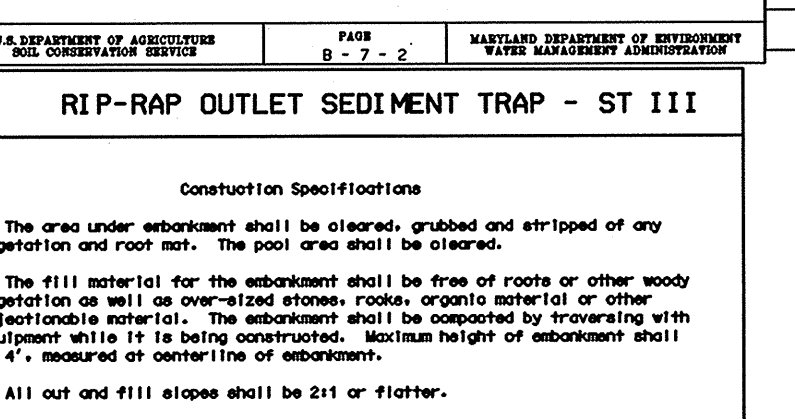 U.S. DEPARTMENT OF AGRICULTURE
SOIL CONSERVATION SERVICE
PAGE
B - 7 - 2
MARYLAND DEPARTMENT OF ENVIRONMENT
WATER MANAGEMENT ADMINISTRATION
RIP-RAP OUTLET SEDIMENT TRAP - ST III
Constuction Specifications
The area under embankment shall be cleared, grubbed and stripped of any
getation and root mat. The pool area shall be cleared.
The fill material for the embankment shall be free of roots or other woody
getation as well as over-sized stones, rocks, organic material or other
jectionable material. The embankment shall be compacted by traversing with
uipment while it is being constructed. Maximum height of embankment shall
4', measured at centerline of embankment.
All cut and fill slopes shall be 2:1 or flatter.